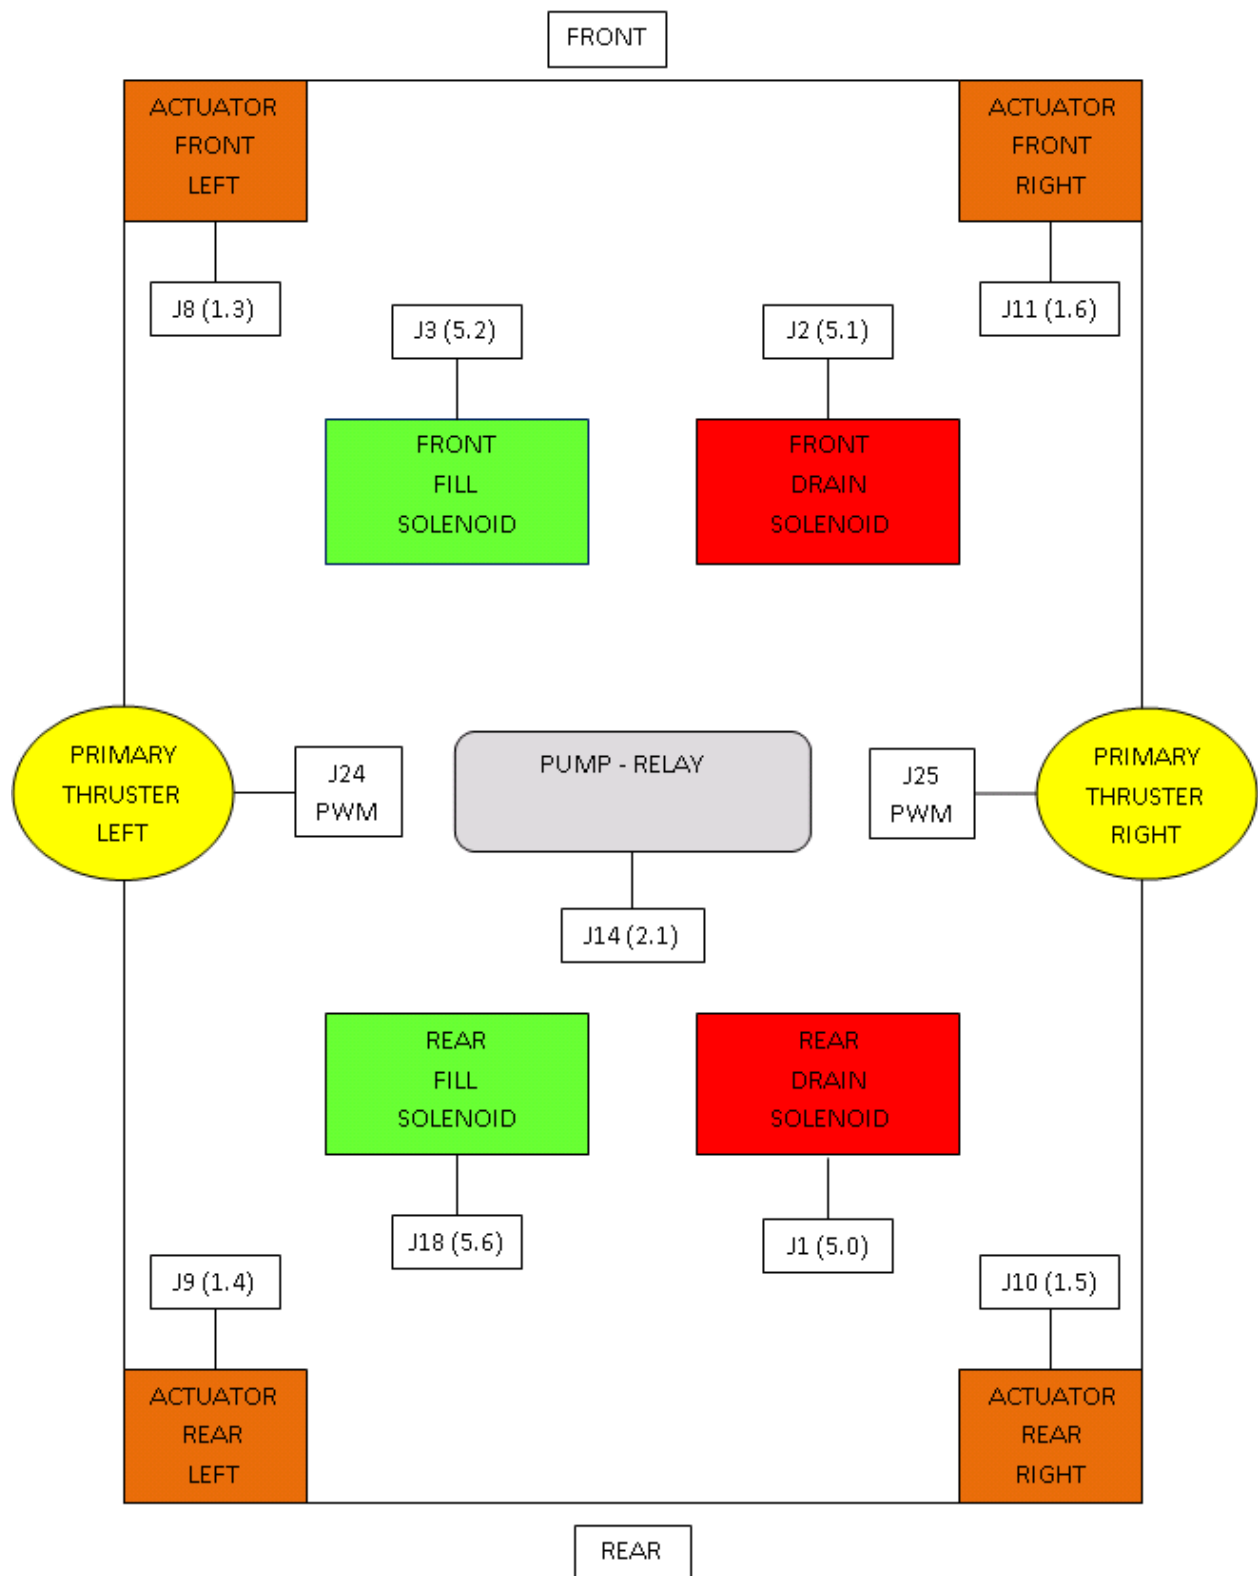 FRONT
ACTUATOR
FRONT
LEFT
ACTUATOR
FRONT
RIGHT
J8 (1.3)
J3 (5.2)
J2 (5.1)
J11 (1.6)
FRONT
FILL
SOLENOID
FRONT
DRAIN
SOLENOID
PRIMARY
THRUSTER
LEFT
J24
PWM
PUMP - RELAY
J25
PWM
PRIMARY
THRUSTER
RIGHT
J14 (2.1)
REAR
FILL
SOLENOID
REAR
DRAIN
SOLENOID
J18 (5.6)
J1 (5.0)
J9 (1.4)
J10 (1.5)
ACTUATOR
REAR
LEFT
ACTUATOR
REAR
RIGHT
REAR